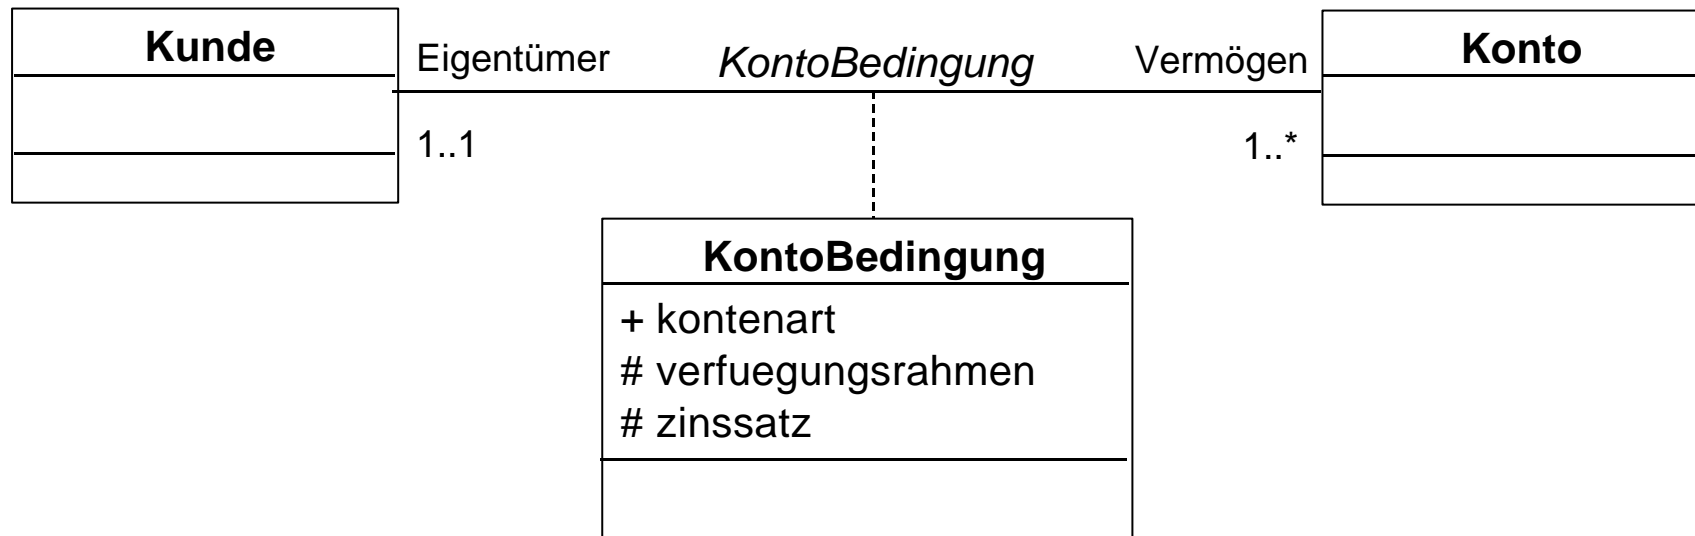 Kunde
Eigentümer
KontoBedingung
Vermögen
Konto
1..1
1..*
KontoBedingung
+ kontenart
# verfuegungsrahmen
# zinssatz